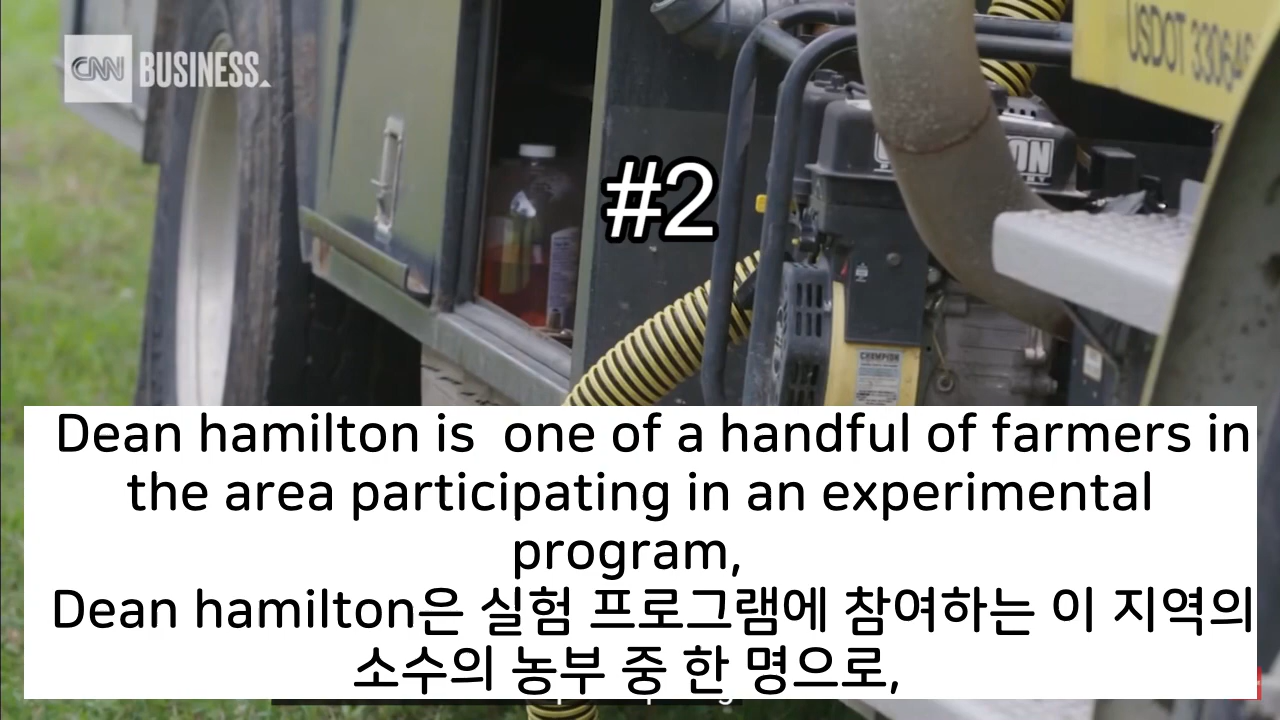 CNN BUSINESS
USDOT 33064
#2
CHAMPION
Dean hamilton is  one of a handful of farmers in
the area participating in an experimental
program,
Dean hamilton은 실험 프로그램에 참여하는 이 지역의
소수의 농부 중 한 명으로,